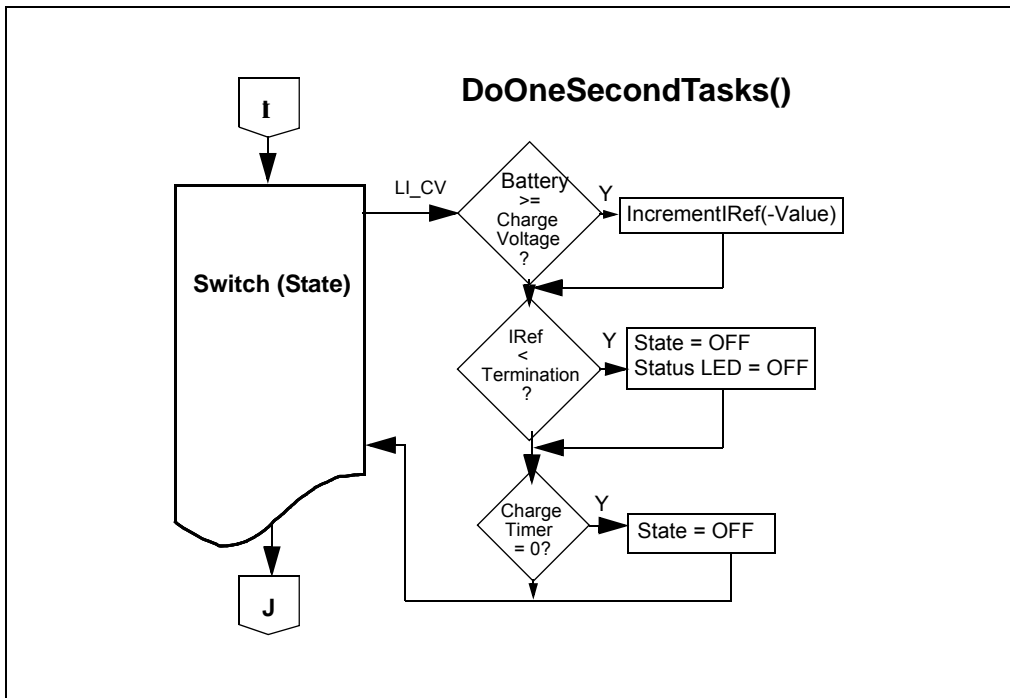 DoOneSecondTasks()
I
LI_CV
Battery
>=
Charge
Voltage
?
Y
IncrementIRef(-Value)
Switch (State)
IRef
<
Termination
?
Y
State = OFF
Status LED = OFF
Charge
Timer
= 0?
Y
State = OFF
J